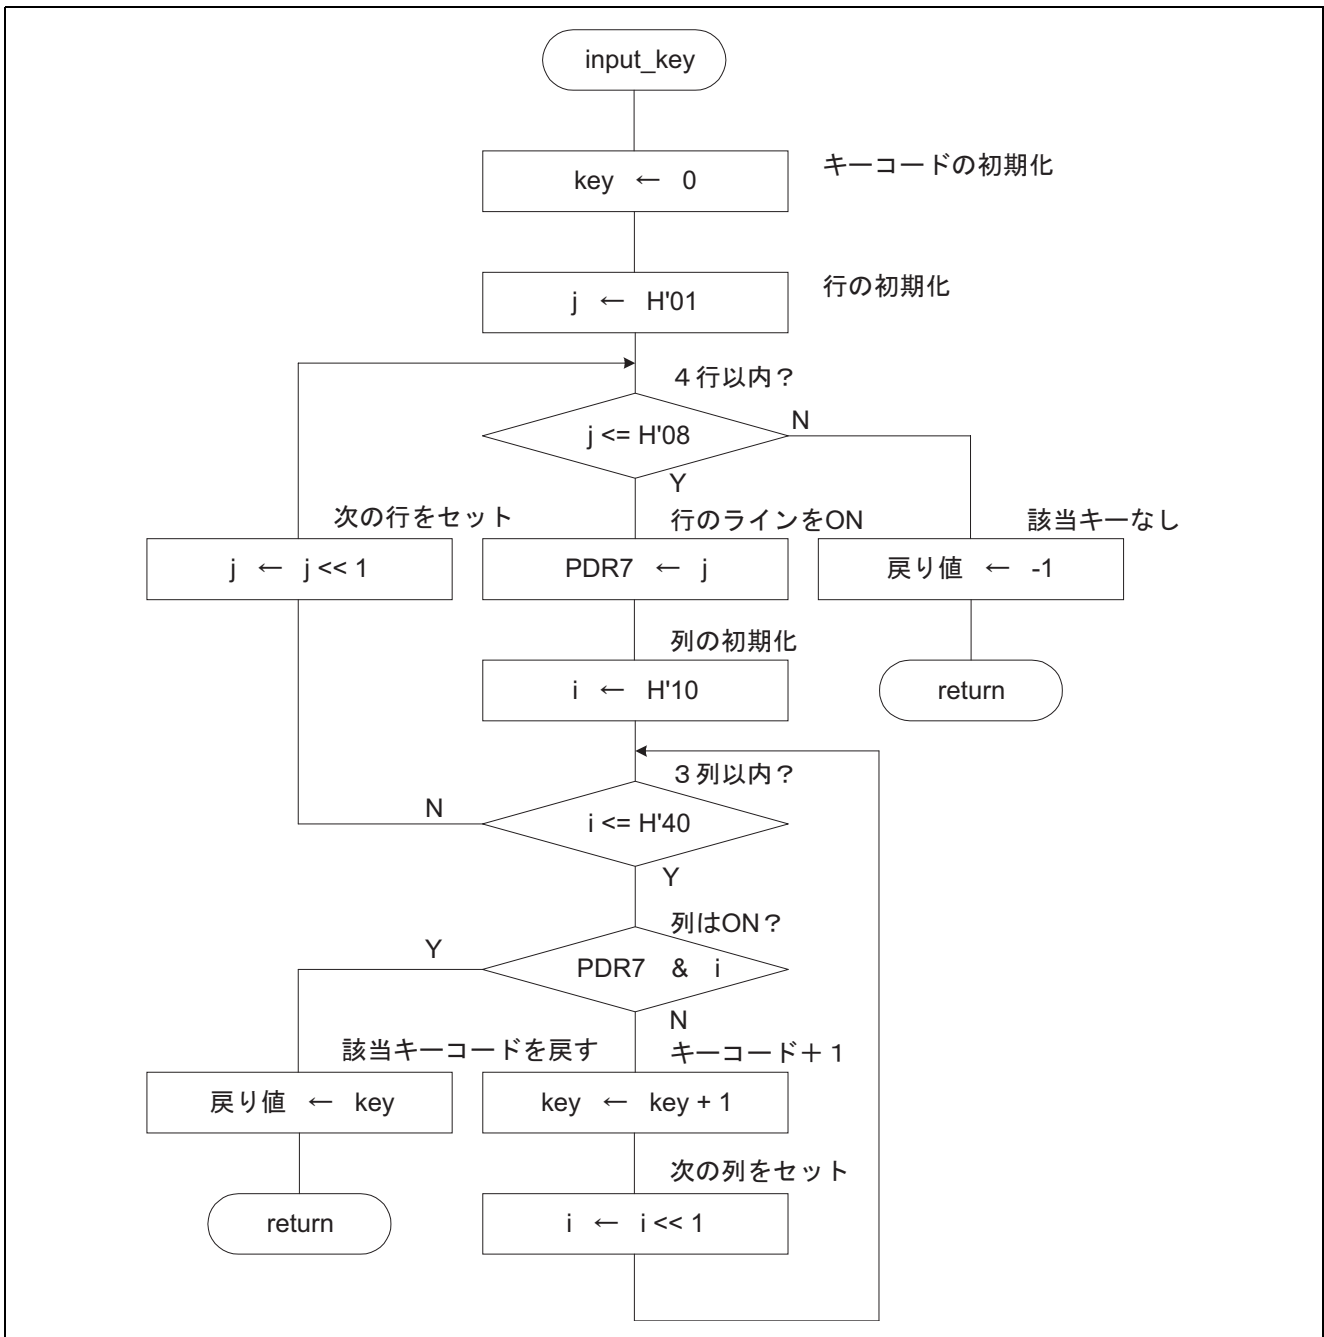 input_key
key ← 0
キーコードの初期化
j ← H'01
行の初期化
４行以内？
j <= H'08
N
Y
次の行をセット
行のラインをON
該当キーなし
j ← j << 1
PDR7 ← j
戻り値 ← -1
列の初期化
i ← H'10
return
３列以内？
N
i <= H'40
Y
列はON？
Y
PDR7 & i
N
該当キーコードを戻す
キーコード＋１
戻り値 ← key
key ← key + 1
次の列をセット
return
i ← i << 1